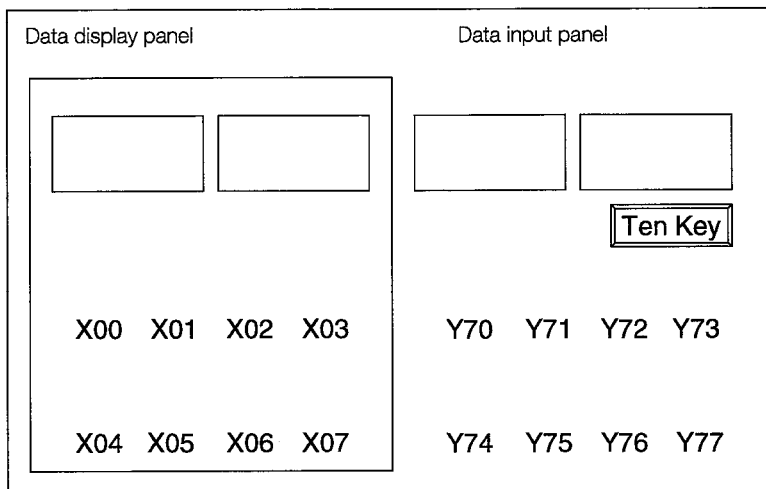 Data display panel Data input panel
Ten Key
X00 X01 X02 X03 Y70 Y71 Y72 Y73
X04 X05 X06 X07 Y74 Y75 Y76 Y77